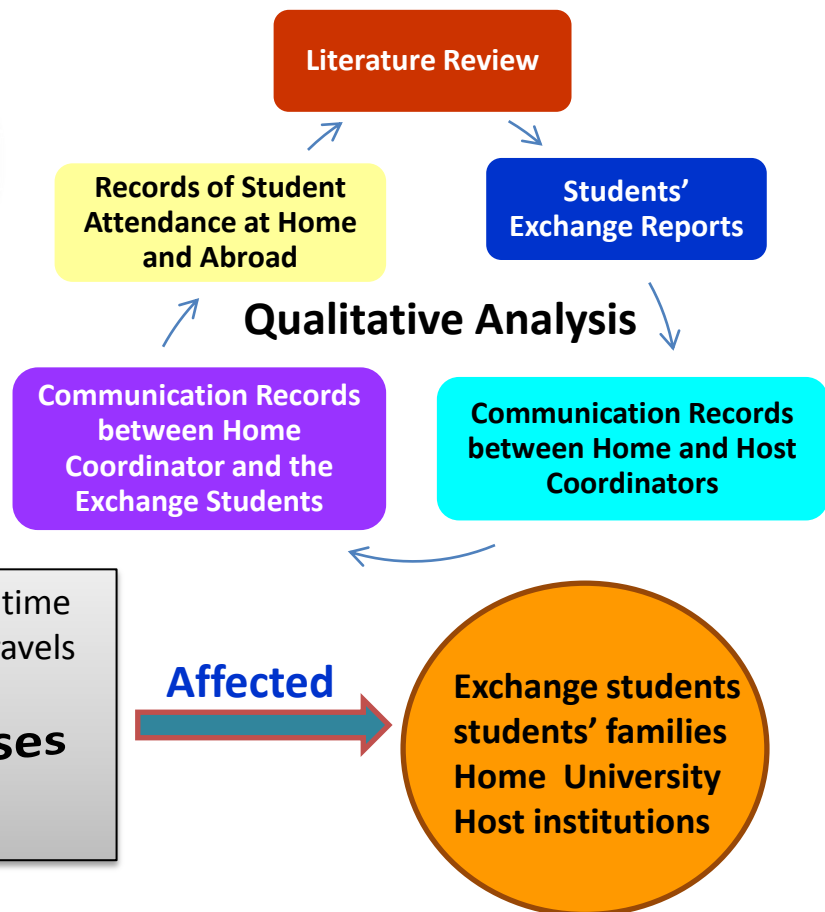 Literature Review
Records of Student
Attendance at Home
and Abroad
Students’
Exchange Reports
Qualitative Analysis
Communication Records
between Home
Coordinator and the
Exchange Students
Communication Records
between Home and Host
Coordinators
time
Affected
Exchange students
students’ families
Home University
Host institutions